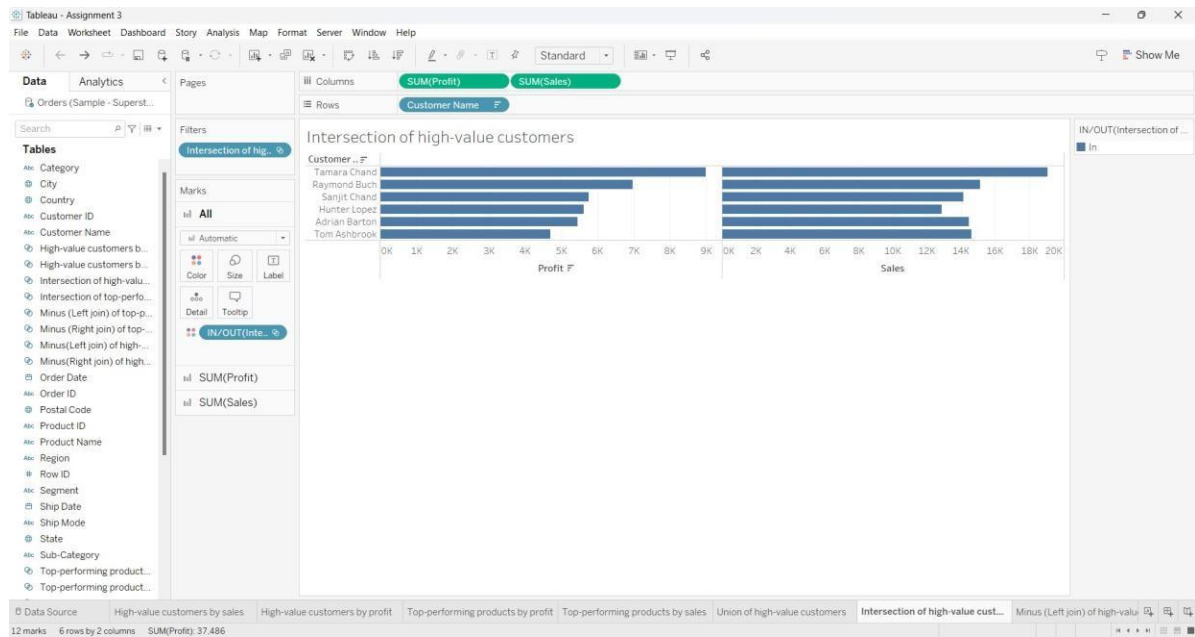 Tableau - Assignment 3
File Data Worksheet Dashboard Story Analysis Map Format Server Window Help
Standard
Show Me
Data Analytics
Orders (Sample - Superst...
Search
Tables
Abc Category
City
Country
Abc Customer ID
Abc Customer Name
High-value customers b...
High-value customers b...
Intersection of high-valu...
Intersection of top-perfo...
Minus (Left join) of top-p...
Minus (Right join) of top-...
Minus(Left join) of high-...
Minus(Right join) of high...
Order Date
Abc Order ID
Postal Code
Abc Product ID
Abc Product Name
Abc Region
# Row ID
Abc Segment
Ship Date
Abc Ship Mode
State
Abc Sub-Category
Top-performing product...
Top-performing product...
Pages
Filters
Intersection of hig..
Marks
All
Automatic
Color Size Label
Detail Tooltip
IN/OUT(Inte..
SUM(Profit)
SUM(Sales)
Columns SUM(Profit) SUM(Sales)
Rows Customer Name
Intersection of high-value customers
Customer ..
Tamara Chand
Raymond Buch
Sanjit Chand
Hunter Lopez
Adrian Barton
Tom Ashbrook
0K 1K 2K 3K 4K 5K 6K 7K 8K 9K 0K 2K 4K 6K 8K 10K 12K 14K 16K 18K 20K
Profit Sales
IN/OUT(Intersection of ...
In
Data Source High-value customers by sales High-value customers by profit Top-performing products by profit Top-performing products by sales Union of high-value customers Intersection of high-value cust... Minus (Left join) of high-valu
12 marks 6 rows by 2 columns SUM(Profit): 37,486